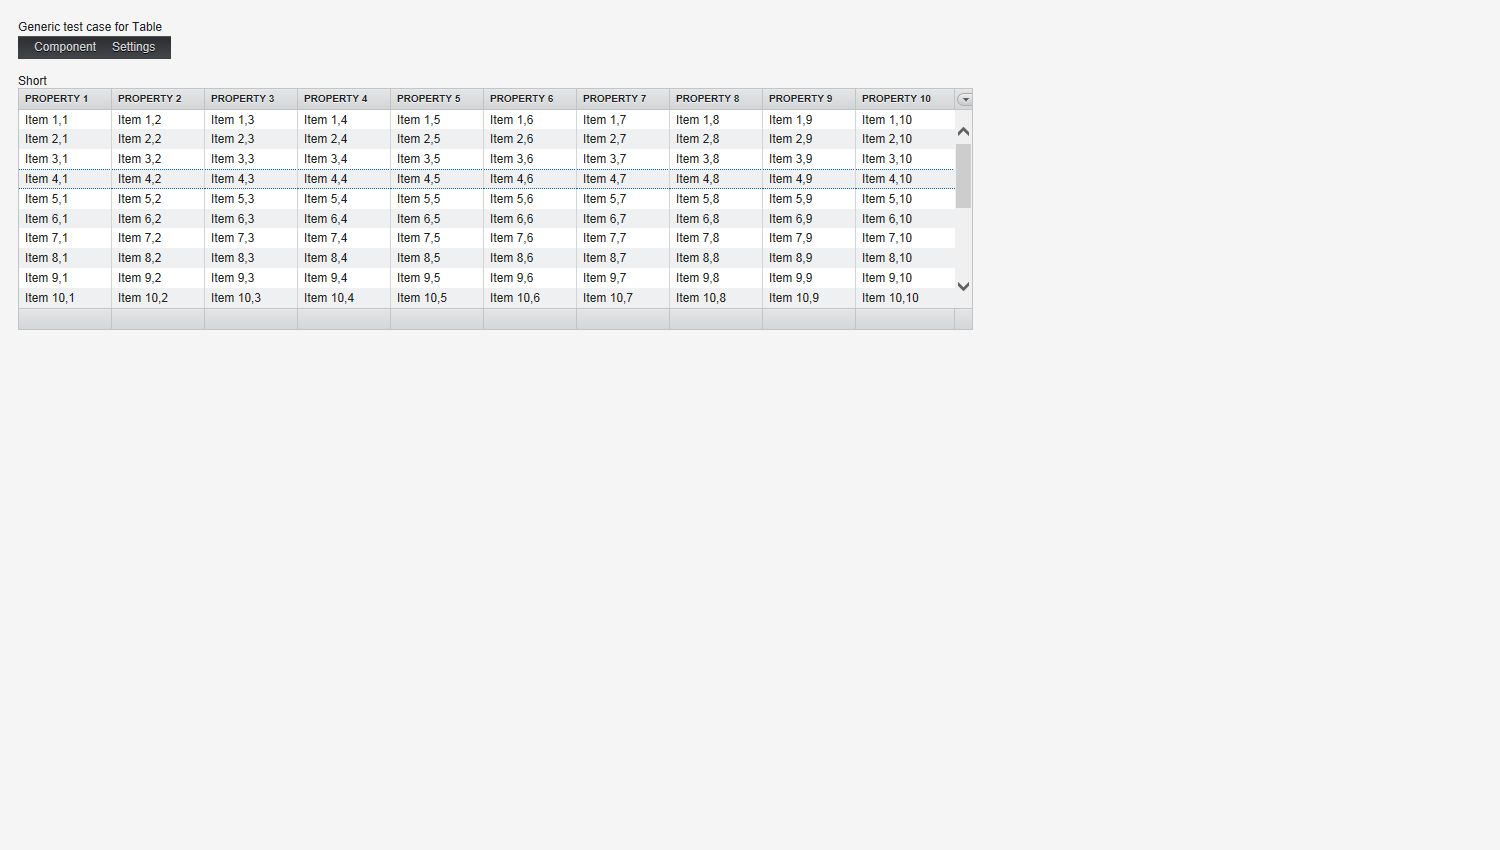 Generic test case for Table
Component Settings
Short
PROPERTY 1 PROPERTY 2 PROPERTY 3 PROPERTY 4 PROPERTY 5 PROPERTY 6 PROPERTY 7 PROPERTY 8 PROPERTY 9 PROPERTY 10
Item 1,1 Item 1,2 Item 1,3 Item 1,4 Item 1,5 Item 1,6 Item 1,7 Item 1,8 Item 1,9 Item 1,10
Item 2,1 Item 2,2 Item 2,3 Item 2,4 Item 2,5 Item 2,6 Item 2,7 Item 2,8 Item 2,9 Item 2,10
Item 3,1 Item 3,2 Item 3,3 Item 3,4 Item 3,5 Item 3,6 Item 3,7 Item 3,8 Item 3,9 Item 3,10
Item 4,1 Item 4,2 Item 4,3 Item 4,4 Item 4,5 Item 4,6 Item 4,7 Item 4,8 Item 4,9 Item 4,10
Item 5,1 Item 5,2 Item 5,3 Item 5,4 Item 5,5 Item 5,6 Item 5,7 Item 5,8 Item 5,9 Item 5,10
Item 6,1 Item 6,2 Item 6,3 Item 6,4 Item 6,5 Item 6,6 Item 6,7 Item 6,8 Item 6,9 Item 6,10
Item 7,1 Item 7,2 Item 7,3 Item 7,4 Item 7,5 Item 7,6 Item 7,7 Item 7,8 Item 7,9 Item 7,10
Item 8,1 Item 8,2 Item 8,3 Item 8,4 Item 8,5 Item 8,6 Item 8,7 Item 8,8 Item 8,9 Item 8,10
Item 9,1 Item 9,2 Item 9,3 Item 9,4 Item 9,5 Item 9,6 Item 9,7 Item 9,8 Item 9,9 Item 9,10
Item 10,1 Item 10,2 Item 10,3 Item 10,4 Item 10,5 Item 10,6 Item 10,7 Item 10,8 Item 10,9 Item 10,10